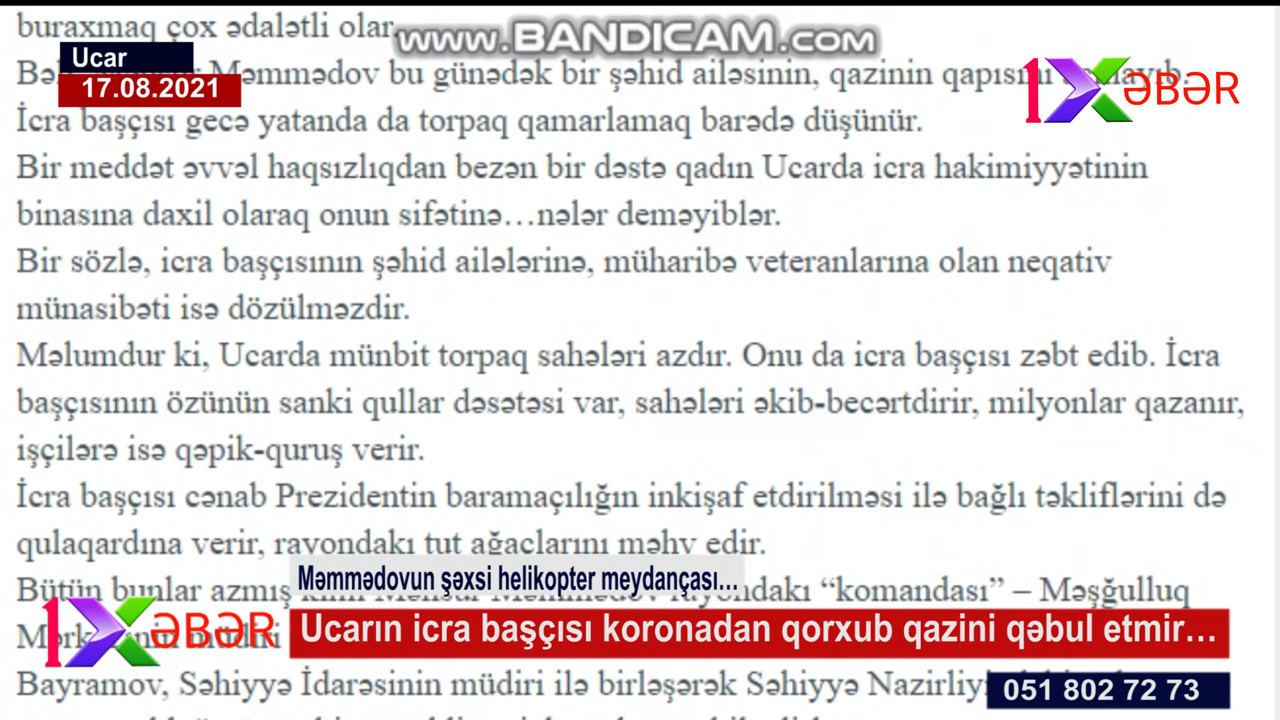 buraxmaq çox ədalətli olar.
www.BANDICAM.com
Ucar
17.08.2021
Məmmədov bu günədək bir şəhid ailəsinin, qazinin qapısını
1XƏBƏR
İcra başçısı gecə yatanda da torpaq qamarlamaq barədə düşünür.
Bir meddət əvvəl haqsızlıqdan bezən bir dəstə qadın Ucarda icra hakimiyyətinin
binasına daxil olaraq onun sifətinə…nələr deməyiblər.
Bir sözlə, icra başçısının şəhid ailələrinə, müharibə veteranlarına olan neqativ
münasibəti isə dözülməzdir.
Məlumdur ki, Ucarda münbit torpaq sahələri azdır. Onu da icra başçısı zəbt edib. İcra
başçısının özünün sanki qullar dəsətəsi var, sahələri əkib-becərtdirir, milyonlar qazanır,
işçilərə isə qəpik-quruş verir.
İcra başçısı cənab Prezidentin baramaçılığın inkişaf etdirilməsi ilə bağlı təkliflərini də
qulaqardına verir, rayondakı tut ağaclarını məhv edir.
Məmmədovun şəxsi helikopter meydançası...
Bütün bunlar azmış rayondakı “komandası” – Məşğulluq
1XƏBƏR
Ucarın icra başçısı koronadan qorxub qazini qəbul etmir...
Bayramov, Səhiyyə İdarəsinin müdiri ilə birləşərək Səhiyyə
051 802 72 73